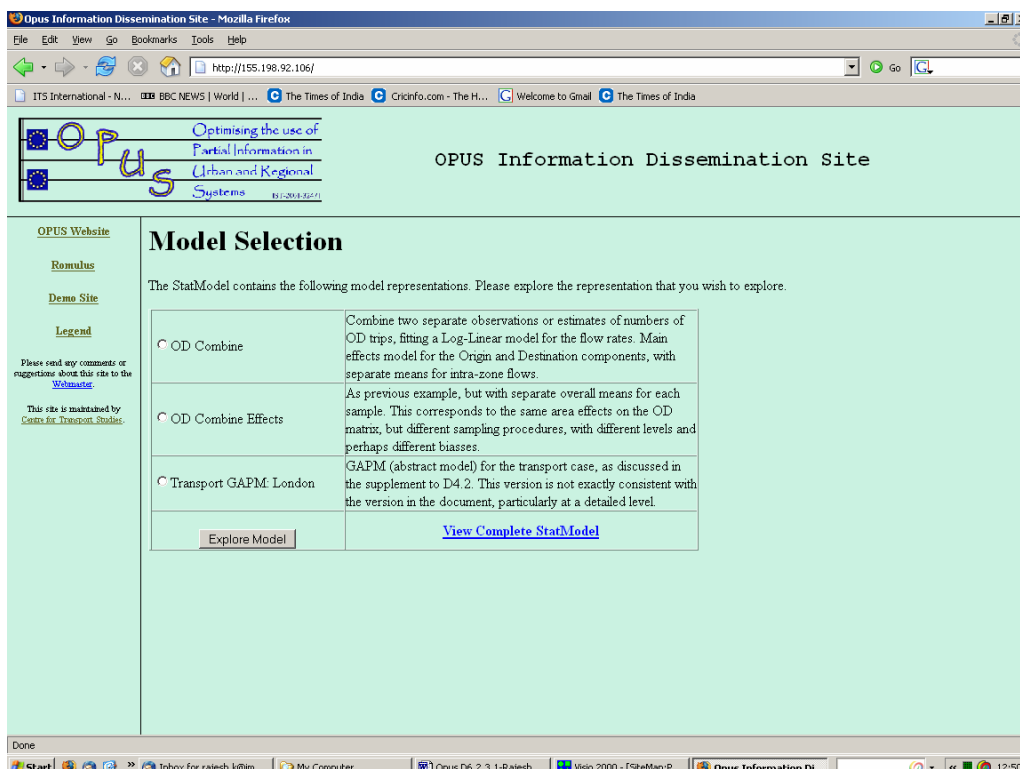 Opus Information Dissemination Site - Mozilla Firefox
File Edit View Go Bookmarks Tools Help
http://155.198.92.106/
Go
ITS International - N... BBC NEWS | World | ... The Times of India Cricinfo.com - The H... Welcome to Gmail The Times of India
OPUS
Optimising the use of
Partial Information in
Urban and Regional
Systems
OPUS Information Dissemination Site
OPUS Website
Romulus
Demo Site
Legend
Please send any comments or
suggestions about this site to the
Webmaster.
This site is maintained by
Centre for Transport Studies.
Model Selection
The StatModel contains the following model representations. Please explore the representation that you wish to explore.
OD Combine
Combine two separate observations or estimates of numbers of
OD trips, fitting a Log-Linear model for the flow rates. Main
effects model for the Origin and Destination components, with
separate means for intra-zone flows.
OD Combine Effects
As previous example, but with separate overall means for each
sample. This corresponds to the same area effects on the OD
matrix, but different sampling procedures, with different levels and
perhaps different biasses.
Transport GAPM: London
GAPM (abstract model) for the transport case, as discussed in
the supplement to D4.2. This version is not exactly consistent with
the version in the document, particularly at a detailed level.
Explore Model
View Complete StatModel
Done
Start Inbox for rajesh.k@im... My Computer Opus D6.2.3.1-Rajesh... Visio 2000 - [SiteMap:P... Opus Information Di... 12:50